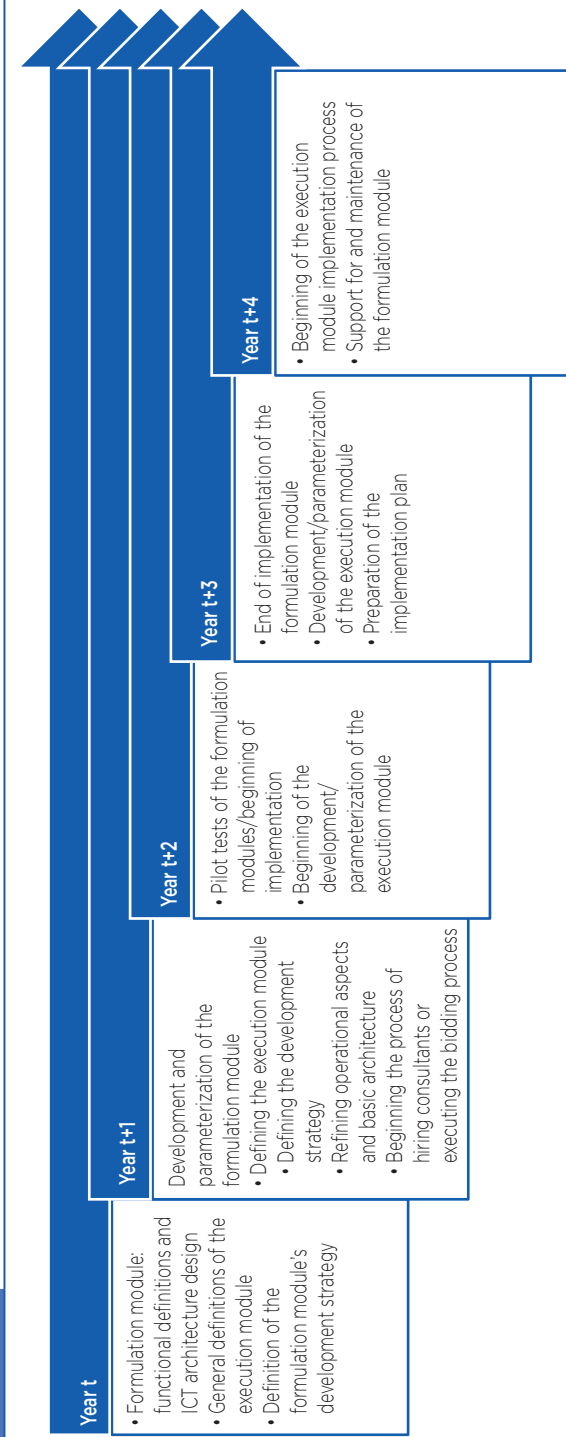 Year t
• Formulation module:
functional definitions and
ICT architecture design
• General definitions of the
execution module
• Definition of the
formulation module's
development strategy
Year t+1
Development and
parameterization of the
formulation module
• Defining the execution module
• Defining the development
strategy
• Refining operational aspects
and basic architecture
• Beginning the process of
hiring consultants or
executing the bidding process
Year t+2
• Pilot tests of the formulation
modules/beginning of
implementation
• Beginning of the
development/
parameterization of the
execution module
Year t+3
• End of implementation of the
formulation module
• Development/parameterization
of the execution module
• Preparation of the
implementation plan
Year t+4
• Beginning of the execution
module implementation process
• Support for and maintenance of
the formulation module